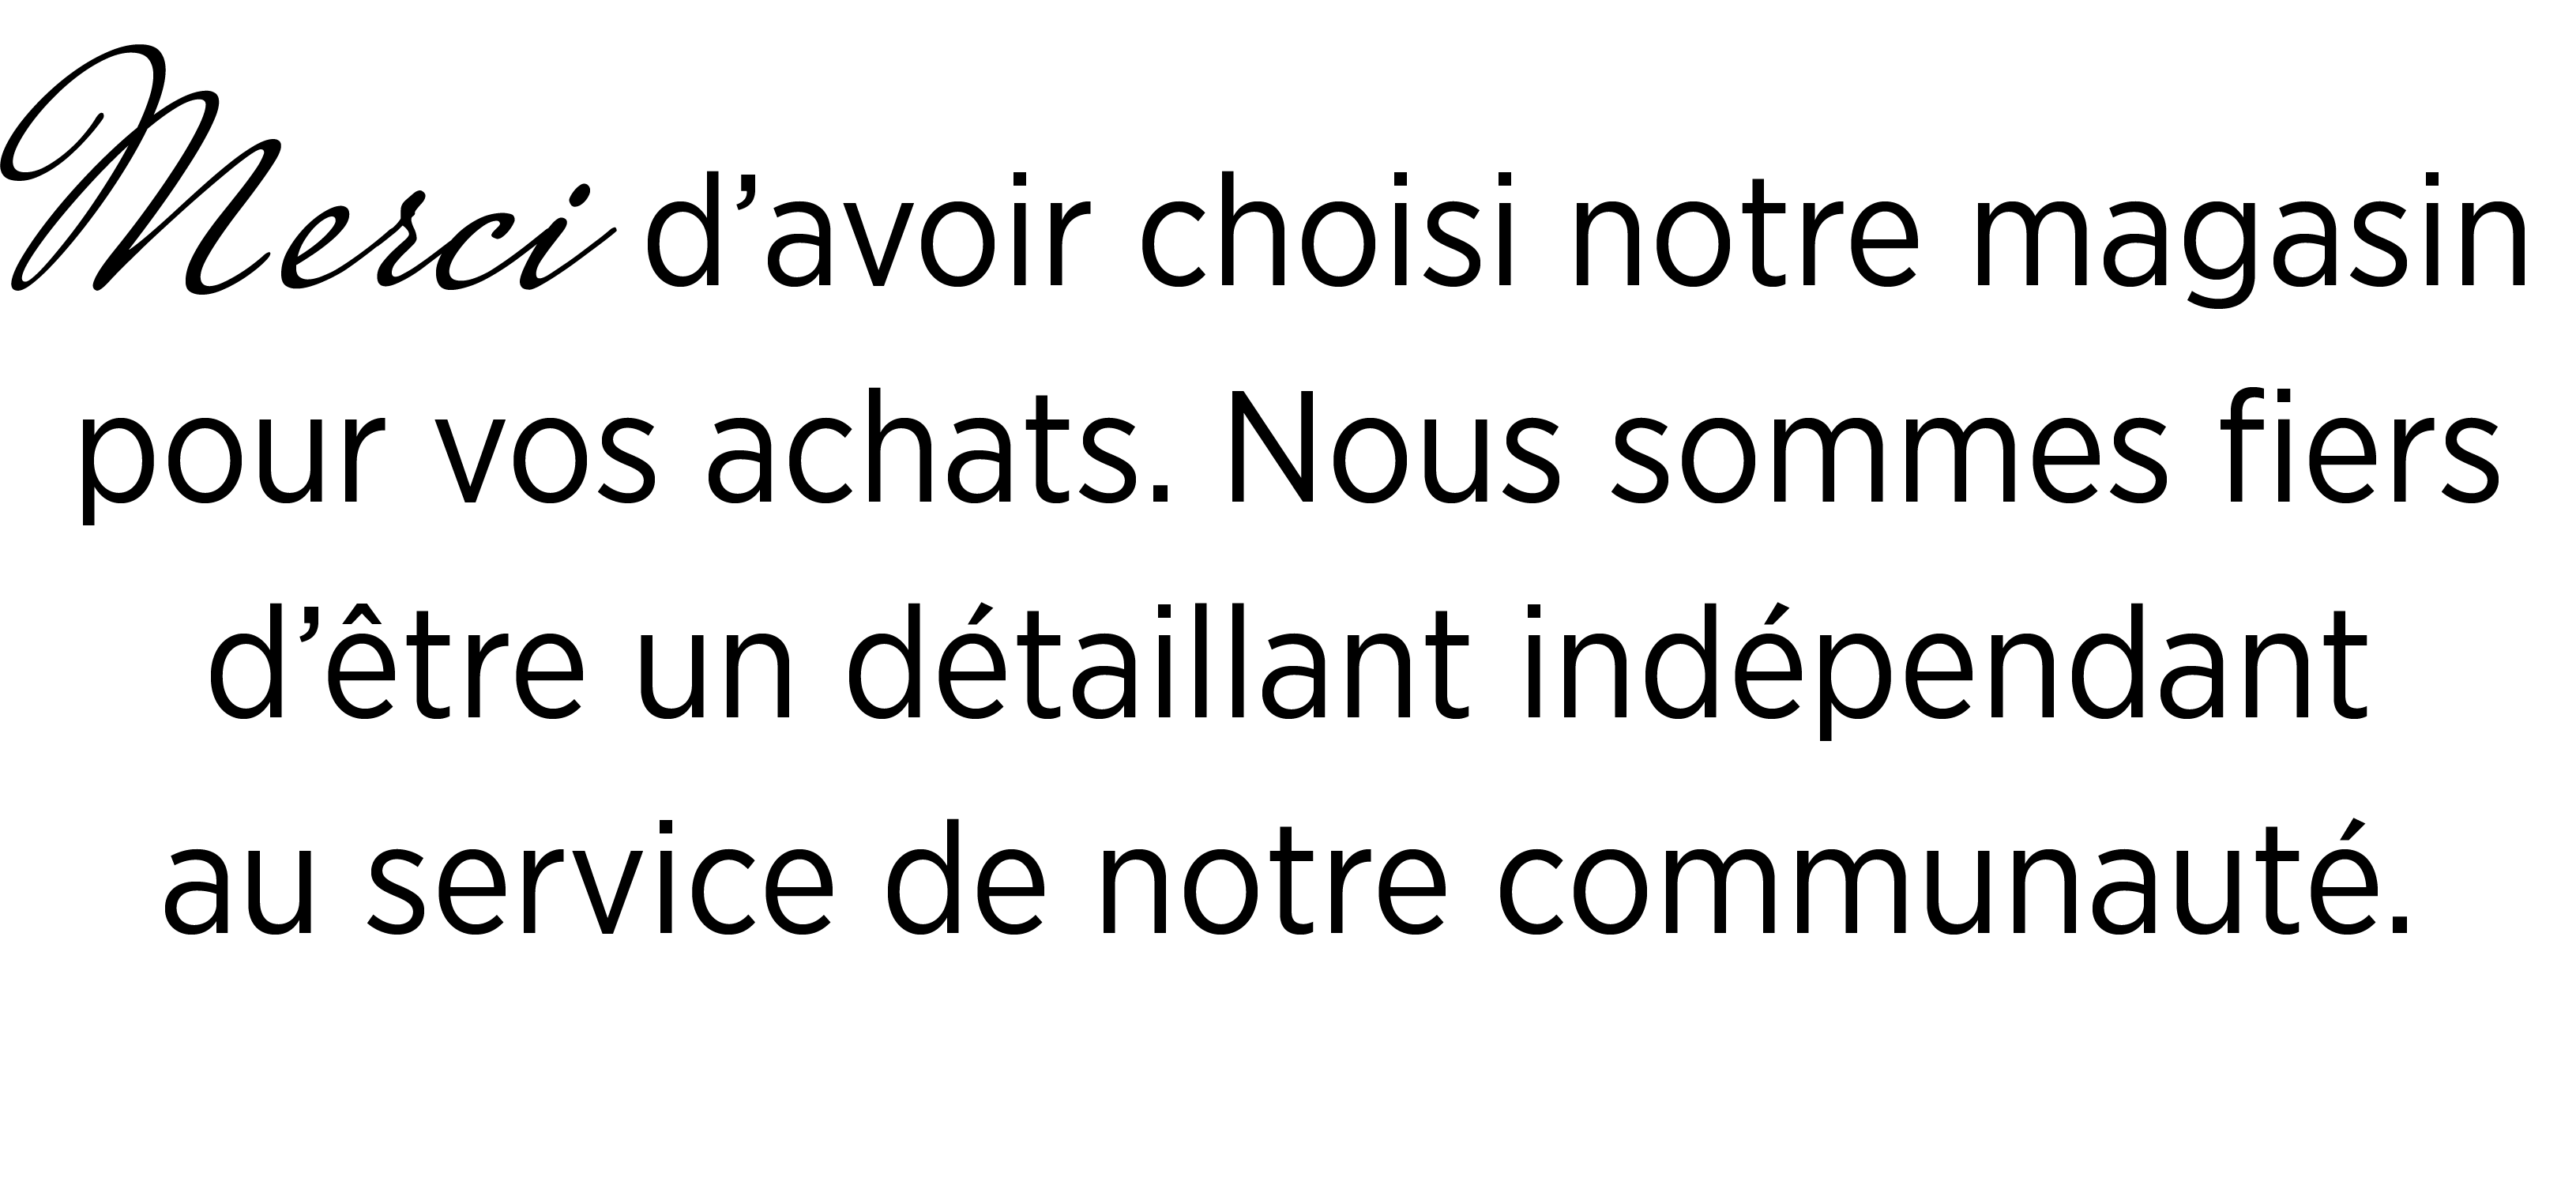 Merci d’avoir choisi notre magasin
pour vos achats. Nous sommes fiers
d’être un détaillant indépendant
au service de notre communauté.